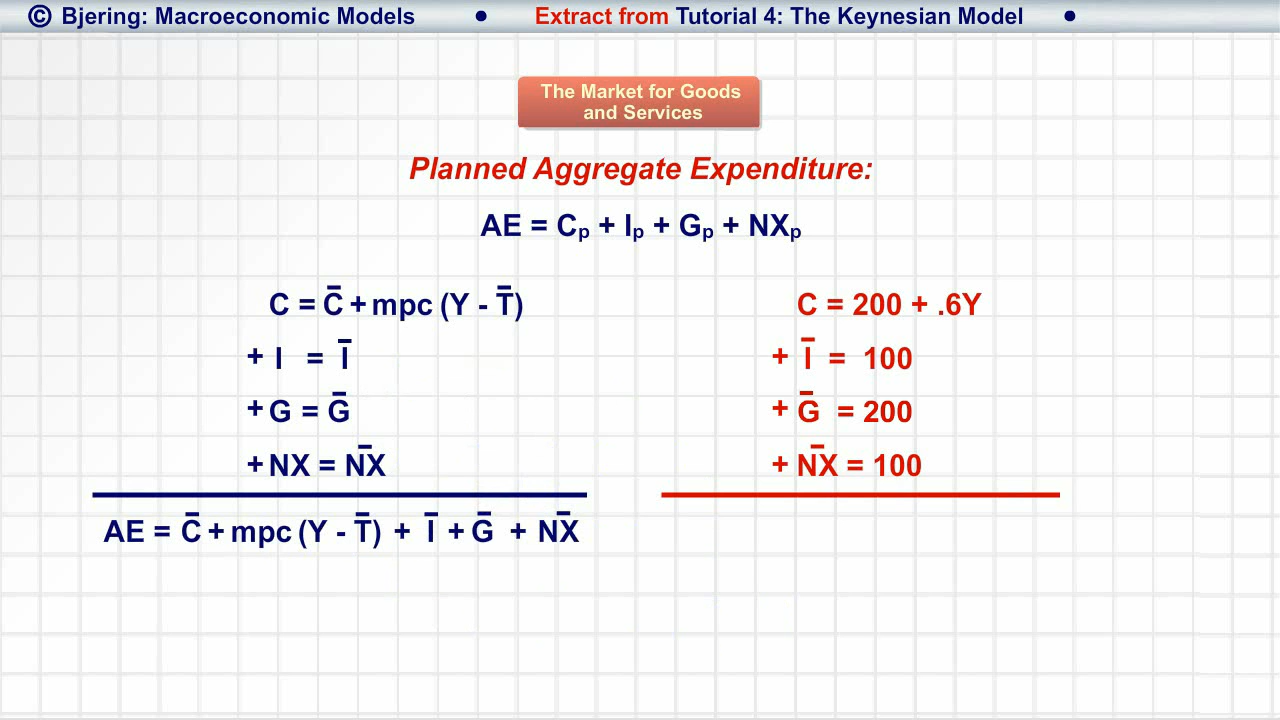 © Bjering: Macroeconomic Models • Extract from Tutorial 4: The Keynesian Model •
The Market for Goods
and Services
Planned Aggregate Expenditure:
AE = Cₚ + Iₚ + Gₚ + NXₚ
C = C̅ + mpc (Y - T̅)
+ I = I̅
+ G = G̅
+ NX = N̅X̅
AE = C̅ + mpc (Y - T̅) + I̅ + G̅ + N̅X̅
C = 200 + .6Y
+ I̅ = 100
+ G̅ = 200
+ N̅X̅ = 100